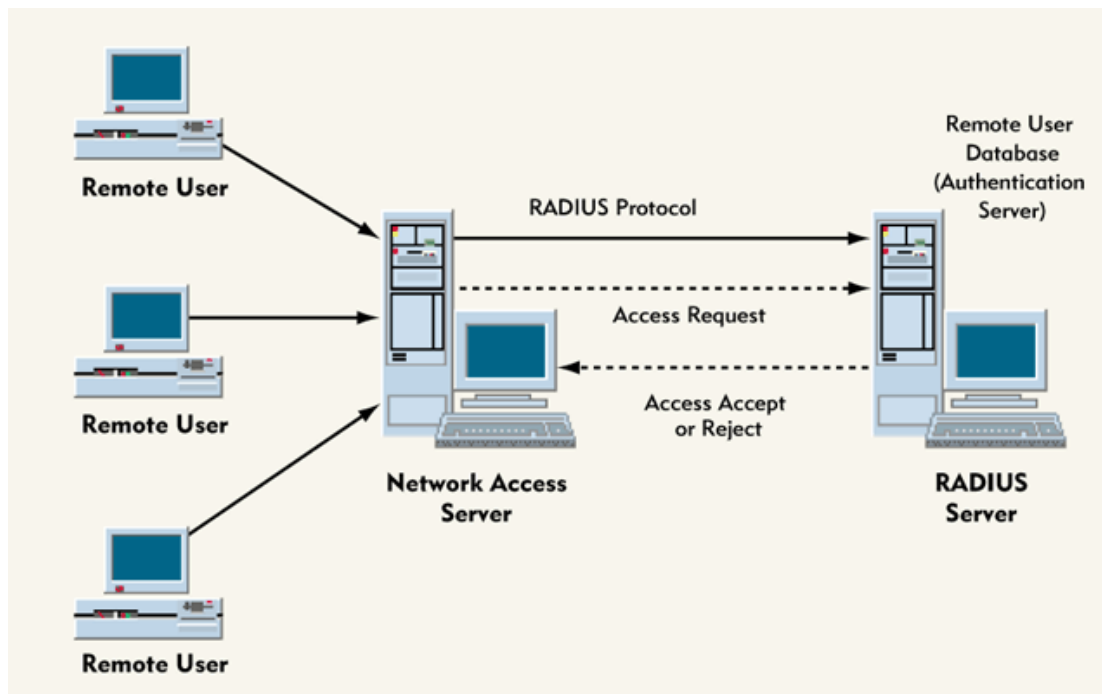 Remote User
Remote User
Remote User
Network Access
Server
RADIUS Protocol
Access Request
Access Accept
or Reject
Remote User
Database
(Authentication
Server)
RADIUS
Server